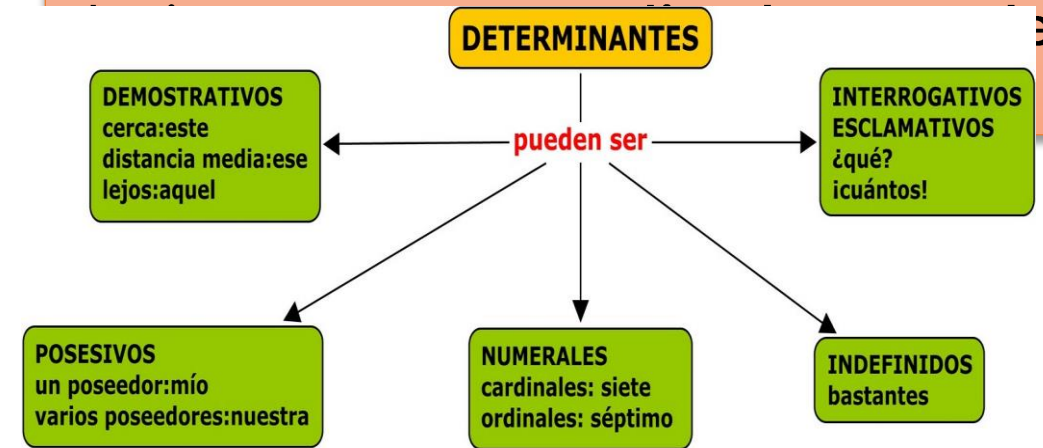 DETERMINANTES
DEMOSTRATIVOS
cerca:este
distancia media:ese
lejos:aquel
pueden ser
INTERROGATIVOS
ESCLAMATIVOS
¿qué?
¡cuántos!
POSESIVOS
un poseedor:mío
varios poseedores:nuestra
NUMERALES
cardinales: siete
ordinales: séptimo
INDEFINIDOS
bastantes